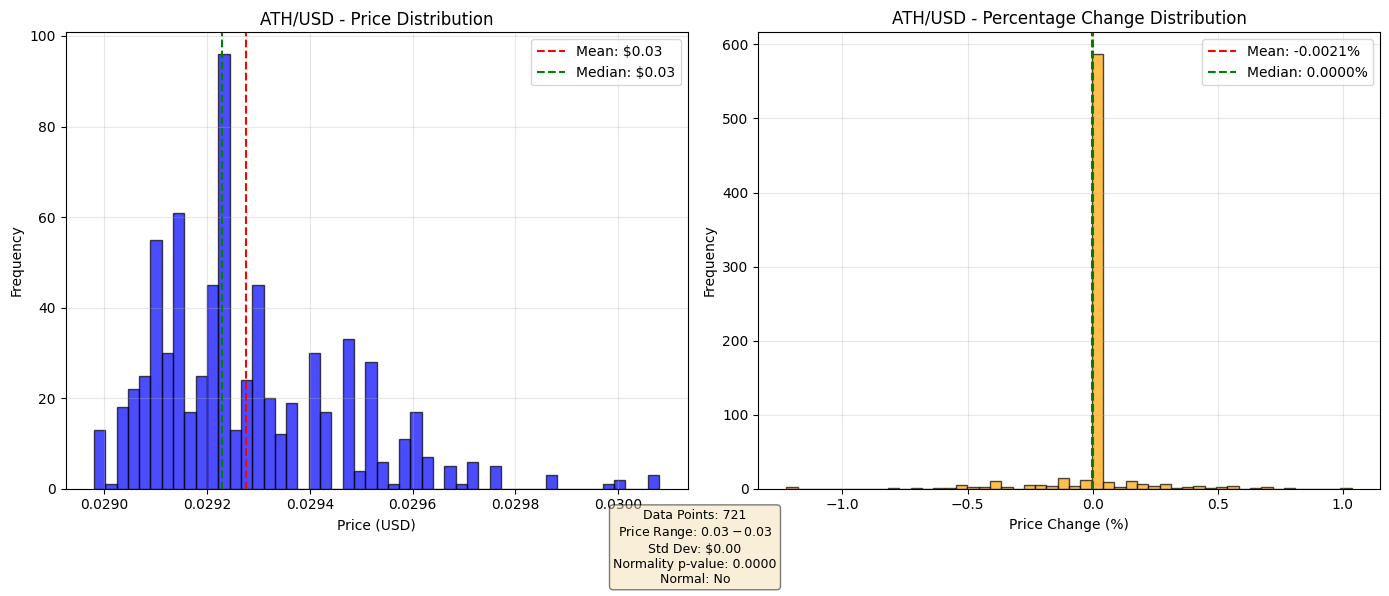 ATH/USD - Price Distribution
100
80
60
40
20
0
Frequency
Mean: $0.03
Median: $0.03
0.0290
0.0292
0.0294
0.0296
0.0298
0.0300
Price (USD)
ATH/USD - Percentage Change Distribution
600
500
400
300
200
100
0
Frequency
Mean: -0.0021%
Median: 0.0000%
−1.0
−0.5
0.0
0.5
1.0
Price Change (%)
Data Points: 721
Price Range: 0.03 − 0.03
Std Dev: $0.00
Normality p-value: 0.0000
Normal: No